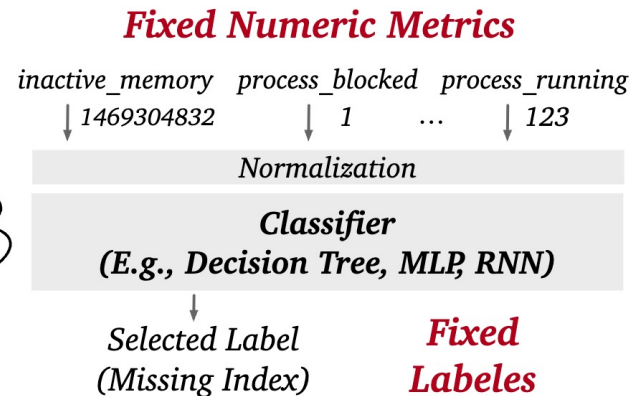 Fixed Numeric Metrics
inactive_memory process_blocked process_running
1469304832 1 ... 123
Normalization
Classifier
(E.g., Decision Tree, MLP, RNN)
Selected Label
(Missing Index)
Fixed
Labeles